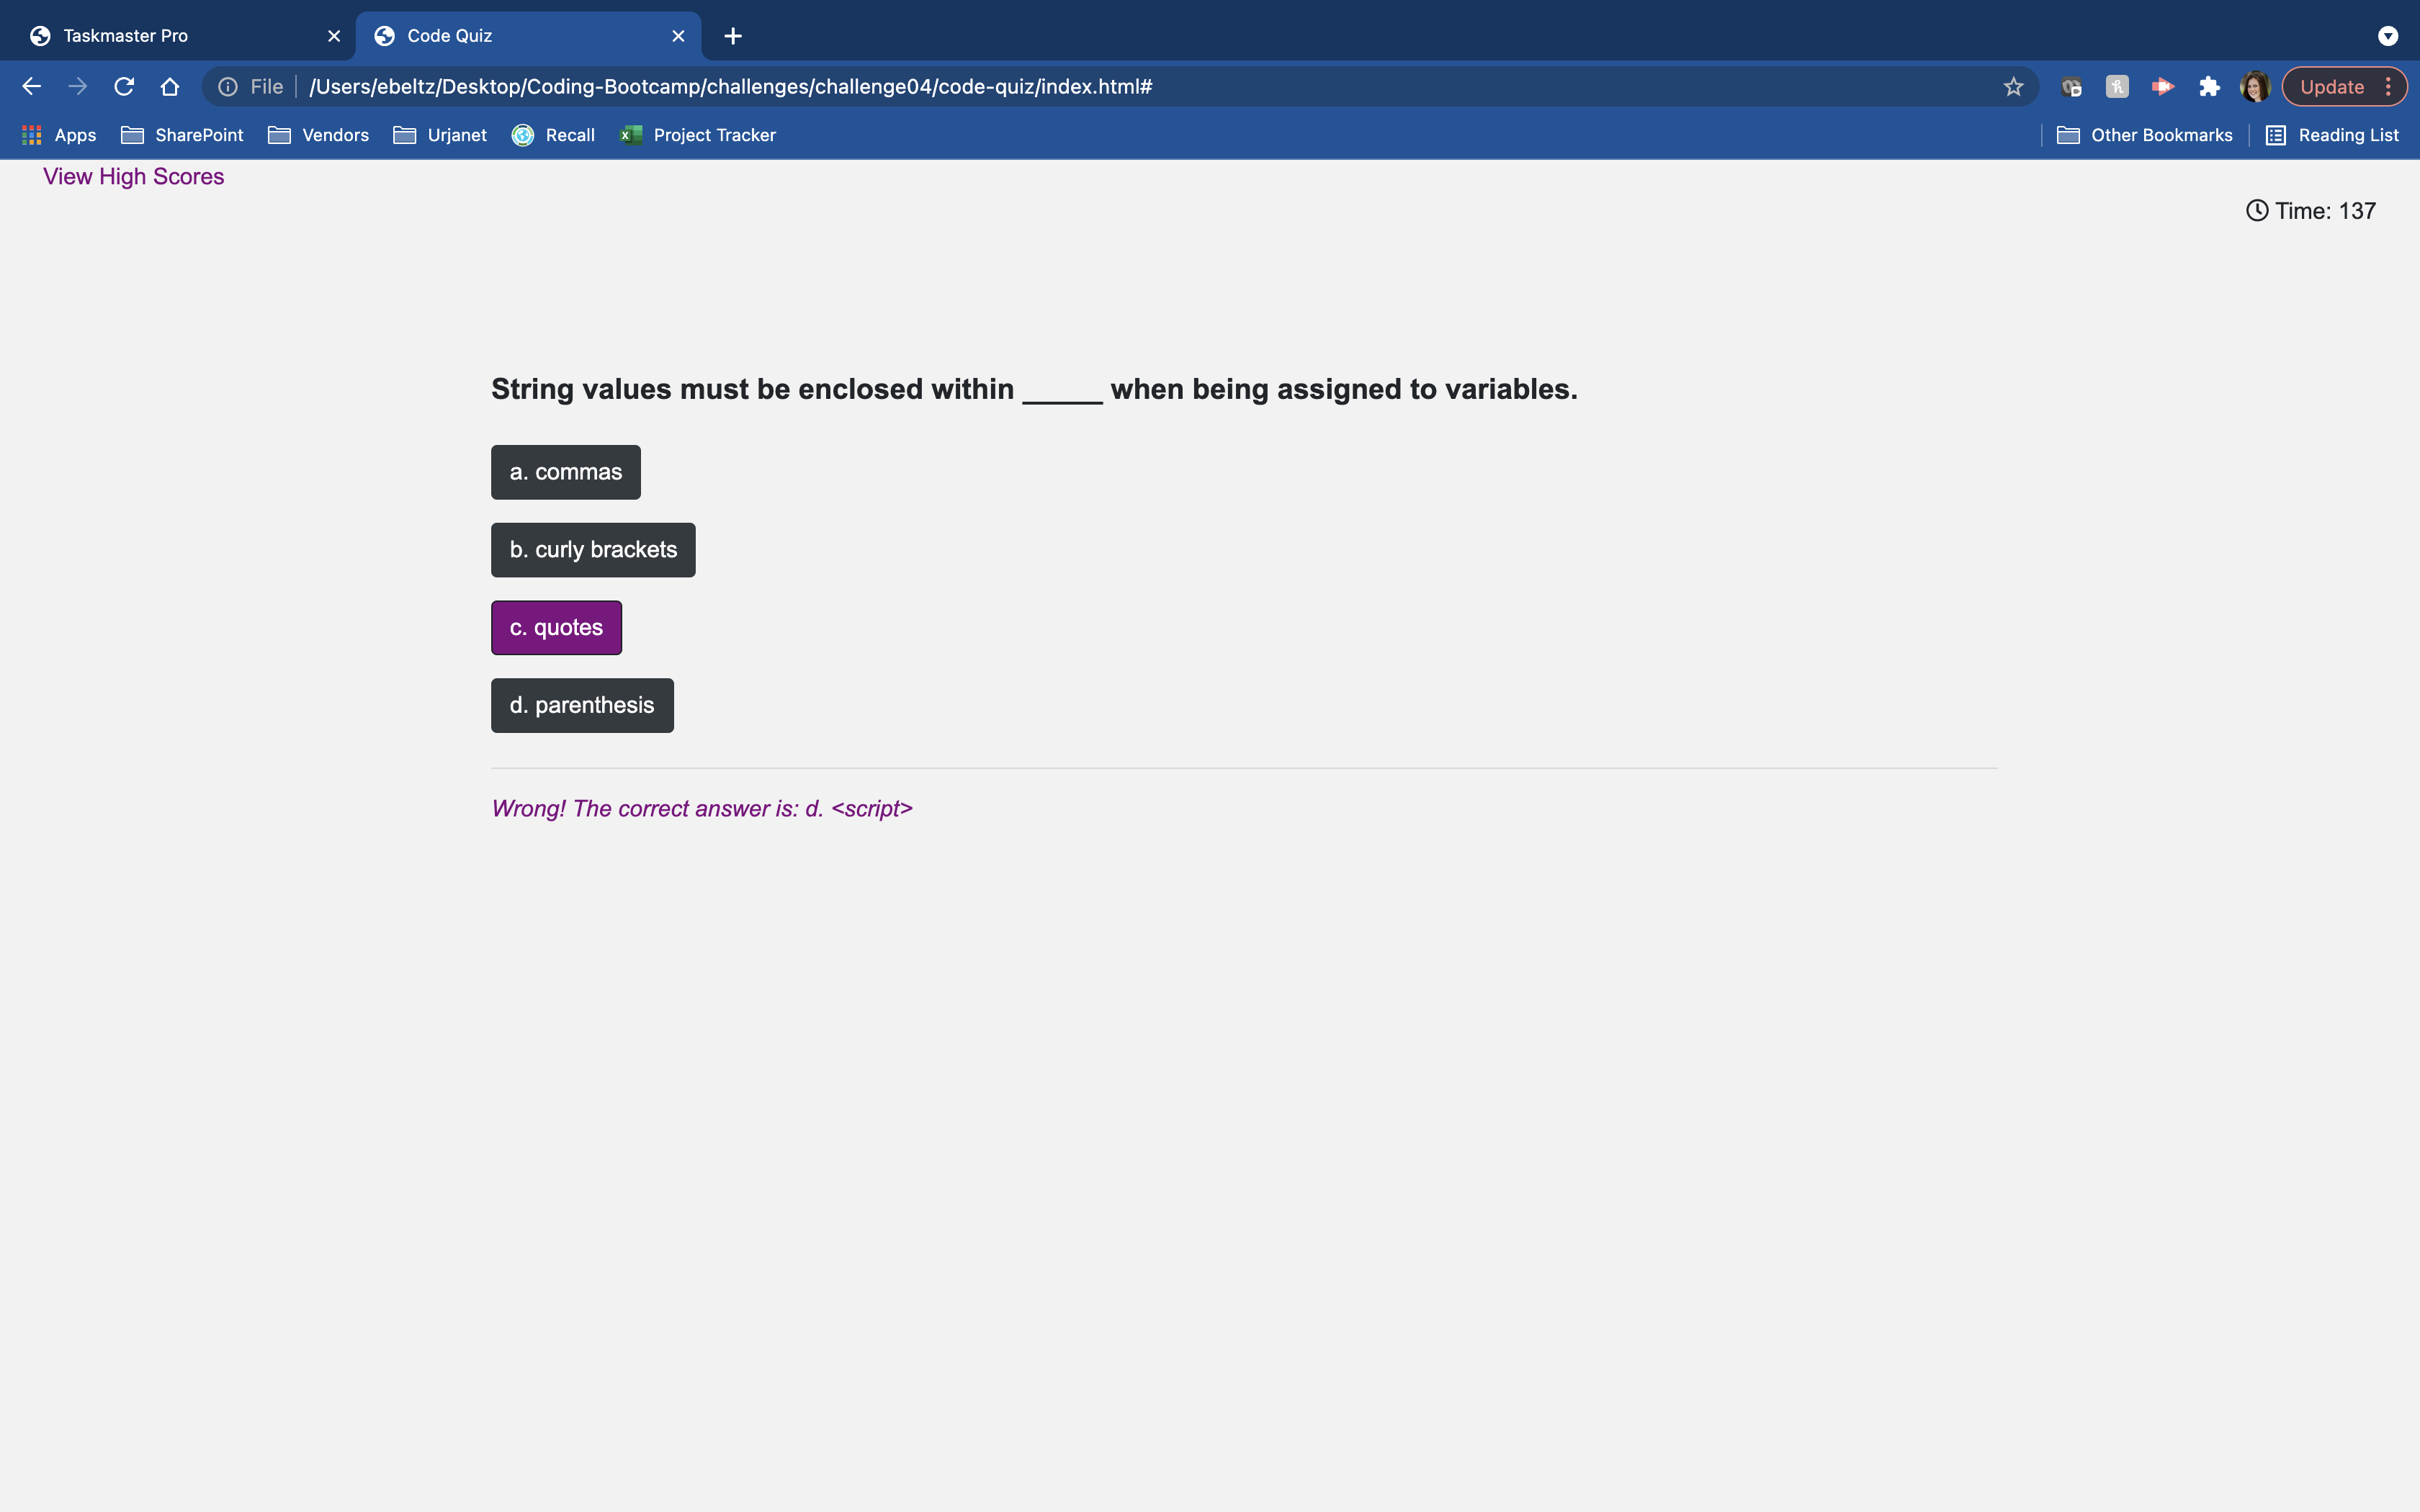 Taskmaster Pro
Code Quiz
File
/Users/ebeltz/Desktop/Coding-Bootcamp/challenges/challenge04/code-quiz/index.html#
Update
Apps
SharePoint
Vendors
Urjanet
Recall
Project Tracker
Other Bookmarks
Reading List
View High Scores
Time: 137
String values must be enclosed within _____ when being assigned to variables.
a. commas
b. curly brackets
c. quotes
d. parenthesis
Wrong! The correct answer is: d. <script>